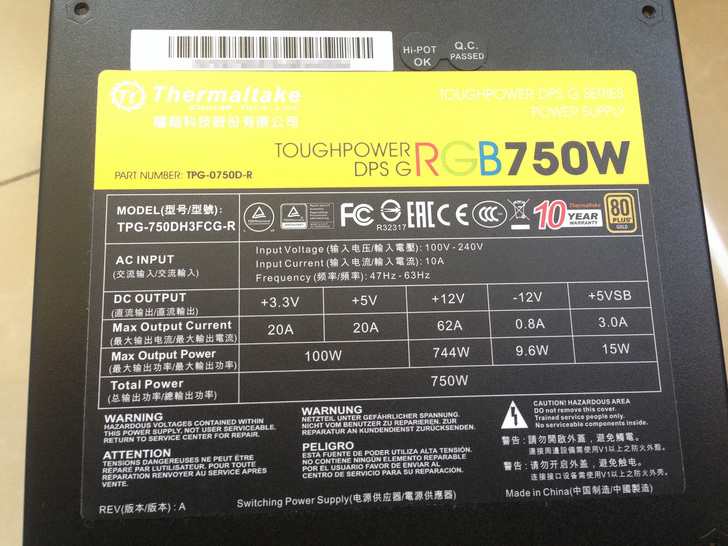 Hi-POT OK
Q.C. PASSED
Thermaltake
COOLER YOUR LIFE
曜越科技股份有限公司
TOUGHPOWER DPS G SERIES
POWER SUPPLY
TOUGHPOWER DPS G RGB750W
PART NUMBER: TPG-0750D-R
MODEL(型号/型號):
TPG-750DH3FCG-R
R32317
10 Thermaltake YEAR WARRANTY
80 PLUS GOLD
AC INPUT
(交流输入/交流輸入)
Input Voltage (输入电压/輸入電壓): 100V - 240V
Input Current (输入电流/輸入電流): 10A
Frequency (频率/頻率): 47Hz - 63Hz
DC OUTPUT
(直流输出/直流輸出)
+3.3V +5V +12V -12V +5VSB
Max Output Current
(最大输出电流/最大輸出電流)
20A 20A 62A 0.8A 3.0A
Max Output Power
(最大输出功率/最大輸出功率)
100W 744W 9.6W 15W
Total Power
(总输出功率/總輸出功率)
750W
WARNING
HAZARDOUS VOLTAGES CONTAINED WITHIN
THIS POWER SUPPLY, NOT USER SERVICEABLE.
RETURN TO SERVICE CENTER FOR REPAIR.
ATTENTION
TENSIONS DANGEREUSES NE PEUT ÊTRE
RÉPARÉ PAR L'UTILISATEUR. POUR TOUTE
RÉPARATION RENVOYER AU SERVICE APRÉS
VENTE.
WARNUNG
NETZTEIL UNTER GEFÄHRLICHER SPANNUNG.
NICHT VOM BENUTZER ZU REPARIEREN. ZUR
REPARATUR AN KUNDENDIENST ZURÜCKSENDEN.
PELIGRO
ESTA FUENTE DE PODER UTILIZA ALTA TENSIÓN.
NO CONTIENE NINGÚN ELEMENTO REPARABLE
POR EL USUARIO FAVOR DE ENVIAR AL
CENTRO DE SERVICIO PARA SU REPARACIÓN.
CAUTION! HAZARDOUS AREA
DO not remove this cover.
Trained service people only.
No serviceable components inside.
警告：請勿開啟外蓋，避免觸電。
連接周邊設備需使用V1以上之防火外殼。
警告：请勿开启外盖，避免触电。
连接接口设备需使用V1以上之防火外壳。
REV(版本/版本) : A
Switching Power Supply(电源供应器/電源供應器)
Made in China(中国制造/中國製造)